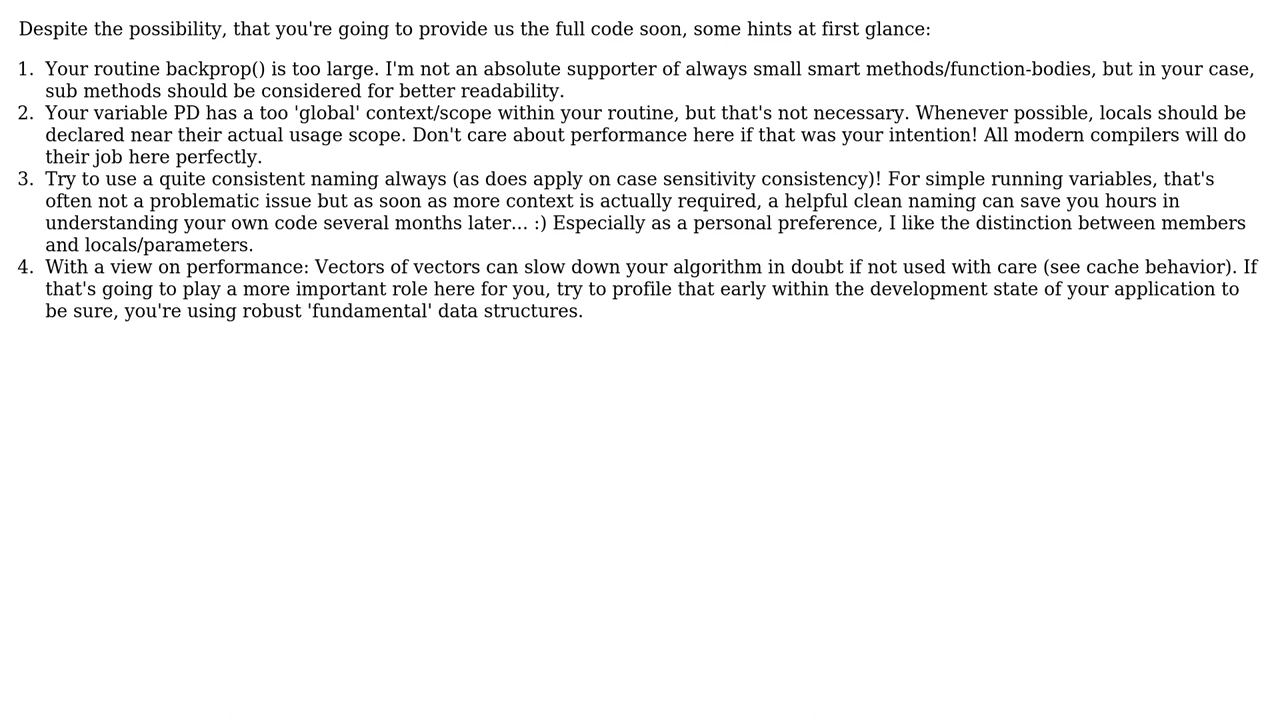 Despite the possibility, that you're going to provide us the full code soon, some hints at first glance:
1. Your routine backprop() is too large. I'm not an absolute supporter of always small smart methods/function-bodies, but in your case,
sub methods should be considered for better readability.
2. Your variable PD has a too 'global' context/scope within your routine, but that's not necessary. Whenever possible, locals should be
declared near their actual usage scope. Don't care about performance here if that was your intention! All modern compilers will do
their job here perfectly.
3. Try to use a quite consistent naming always (as does apply on case sensitivity consistency)! For simple running variables, that's
often not a problematic issue but as soon as more context is actually required, a helpful clean naming can save you hours in
understanding your own code several months later... :) Especially as a personal preference, I like the distinction between members
and locals/parameters.
4. With a view on performance: Vectors of vectors can slow down your algorithm in doubt if not used with care (see cache behavior). If
that's going to play a more important role here for you, try to profile that early within the development state of your application to
be sure, you're using robust 'fundamental' data structures.